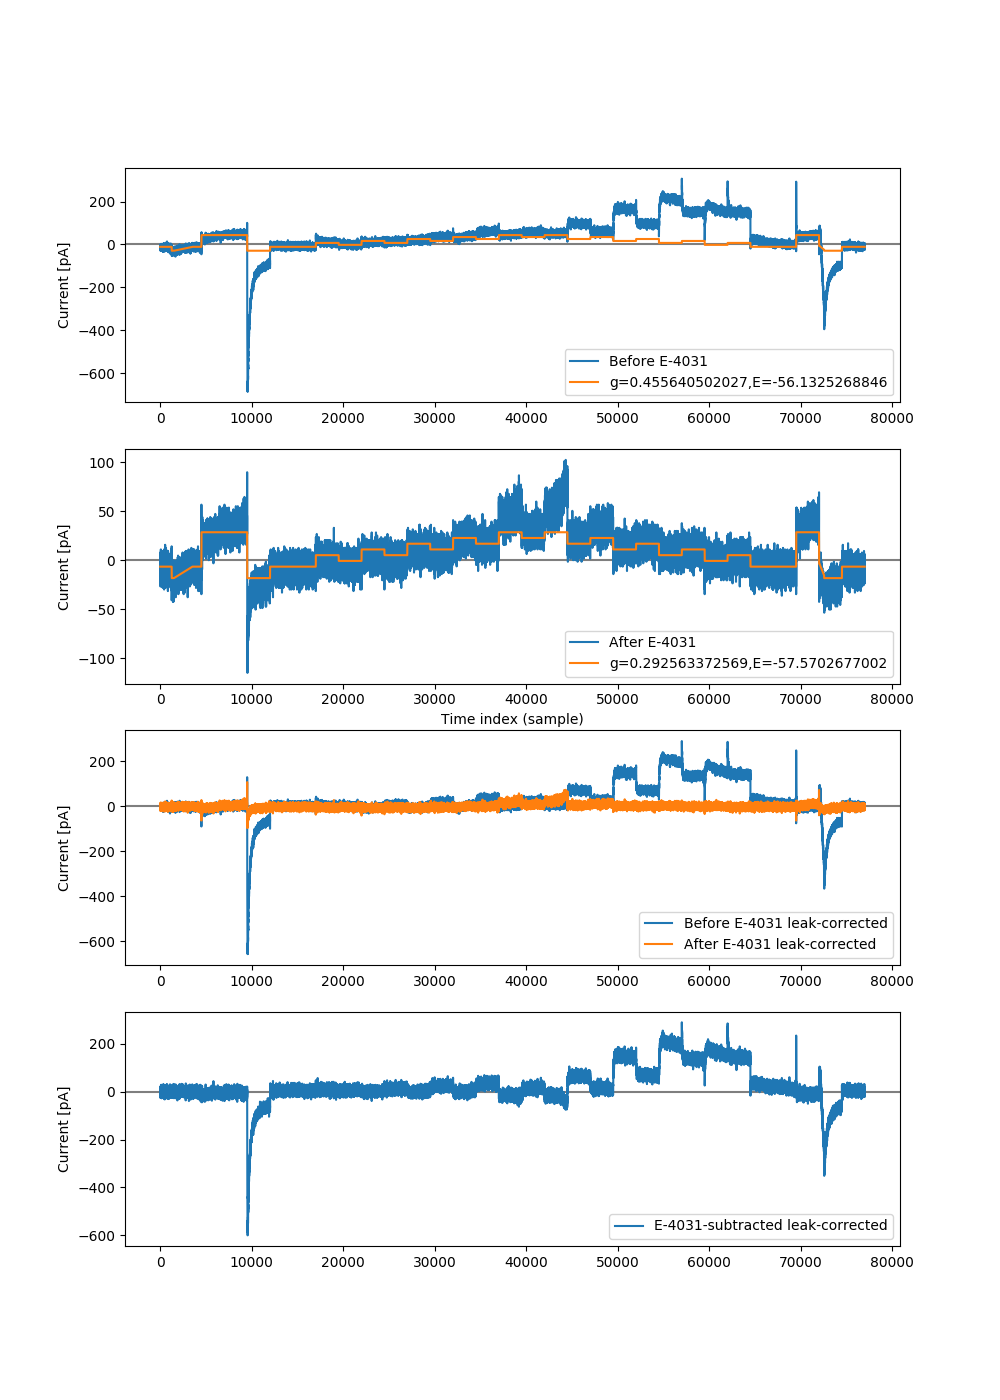 200
0
−200
−400
−600
Current [pA]
Before E-4031
g=0.455640502027,E=-56.1325268846
0 10000 20000 30000 40000 50000 60000 70000 80000
100
50
0
−50
−100
Current [pA]
After E-4031
g=0.292563372569,E=-57.5702677002
0 10000 20000 30000 40000 50000 60000 70000 80000
Time index (sample)
200
0
−200
−400
−600
Current [pA]
Before E-4031 leak-corrected
After E-4031 leak-corrected
0 10000 20000 30000 40000 50000 60000 70000 80000
200
0
−200
−400
−600
Current [pA]
E-4031-subtracted leak-corrected
0 10000 20000 30000 40000 50000 60000 70000 80000